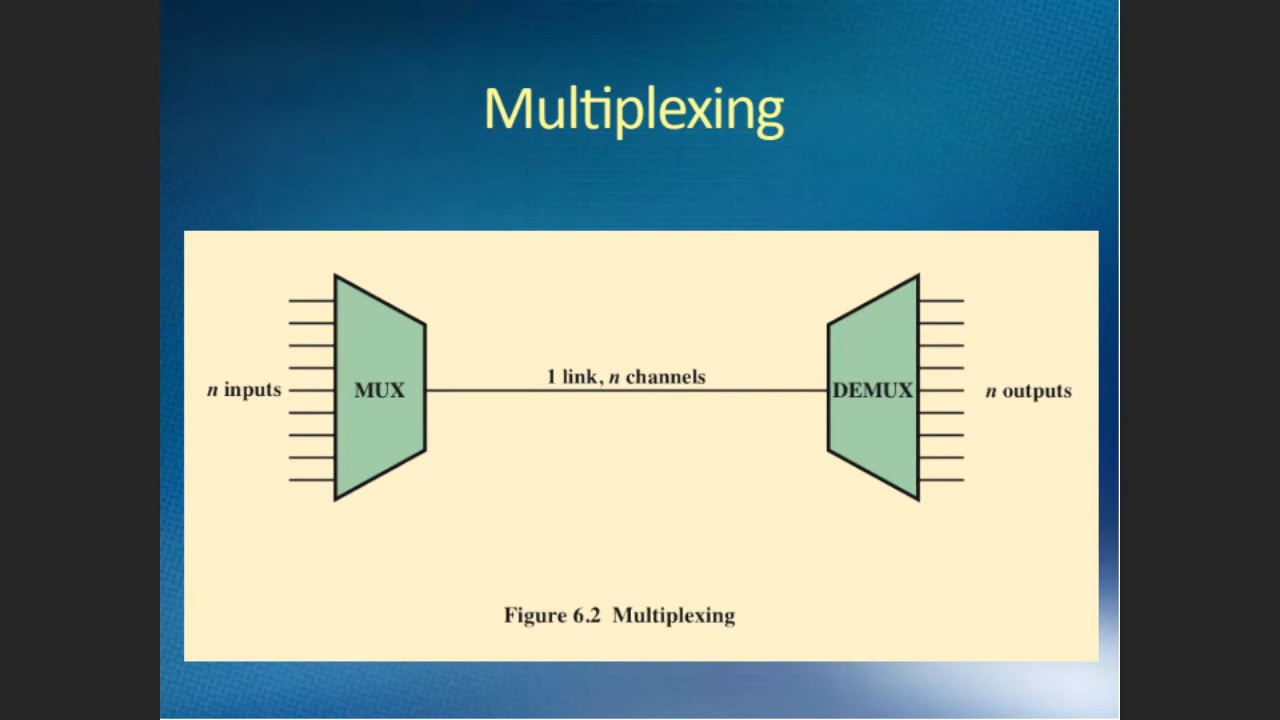 Multiplexing
1 link, n channels
n inputs
MUX
DEMUX
n outputs
Figure 6.2 Multiplexing